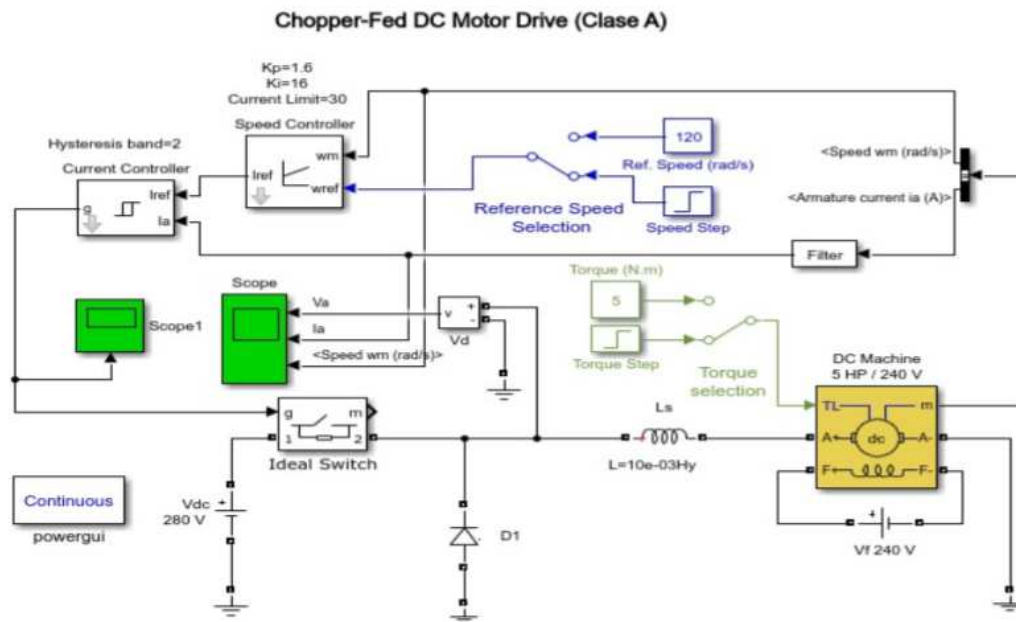 Chopper-Fed DC Motor Drive (Clase A)
Kp=1.6
Ki=16
Current Limit=30
Speed Controller
Hysteresis band=2
Current Controller
Iref
wm
wref
g
Iref
Ia
120
Ref. Speed (rad/s)
Reference Speed
Selection
Speed Step
<Speed wm (rad/s)>
<Armature current ia (A)>
Filter
Scope1
Scope
Va
Ia
<Speed wm (rad/s)>
v
+
-
Vd
Torque (N.m)
5
Torque Step
Torque
selection
DC Machine
5 HP / 240 V
TL
m
A+
dc
A-
F+
F-
g
m
1
2
Ideal Switch
Ls
L=10e-03Hy
Continuous
powergui
Vdc
280 V
+
D1
+
Vf 240 V